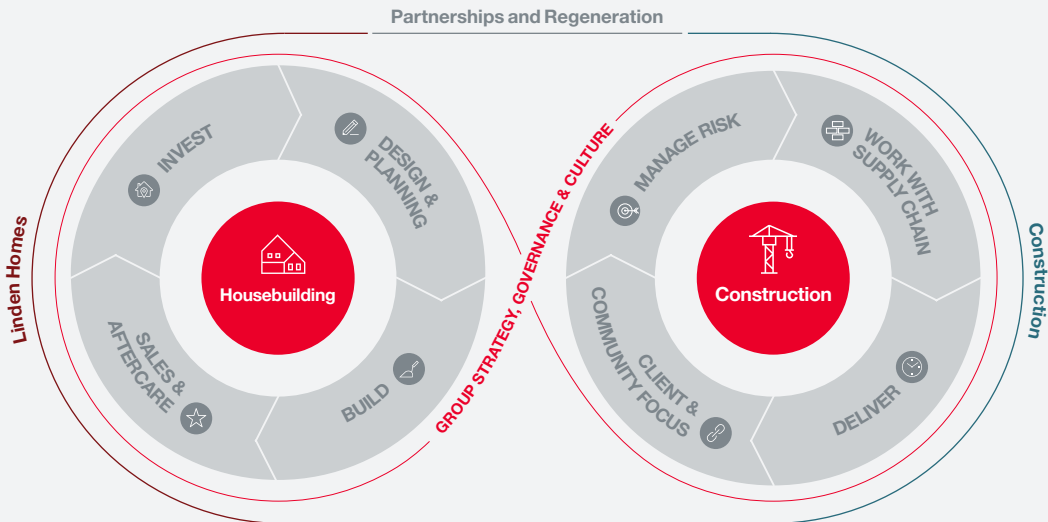 Partnerships and Regeneration
Linden Homes
INVEST
DESIGN &
PLANNING
Housebuilding
SALES &
AFTERCARE
BUILD
GROUP STRATEGY, GOVERNANCE & CULTURE
MANAGE RISK
WORK WITH
SUPPLY CHAIN
Construction
CLIENT &
COMMUNITY FOCUS
DELIVER
Construction